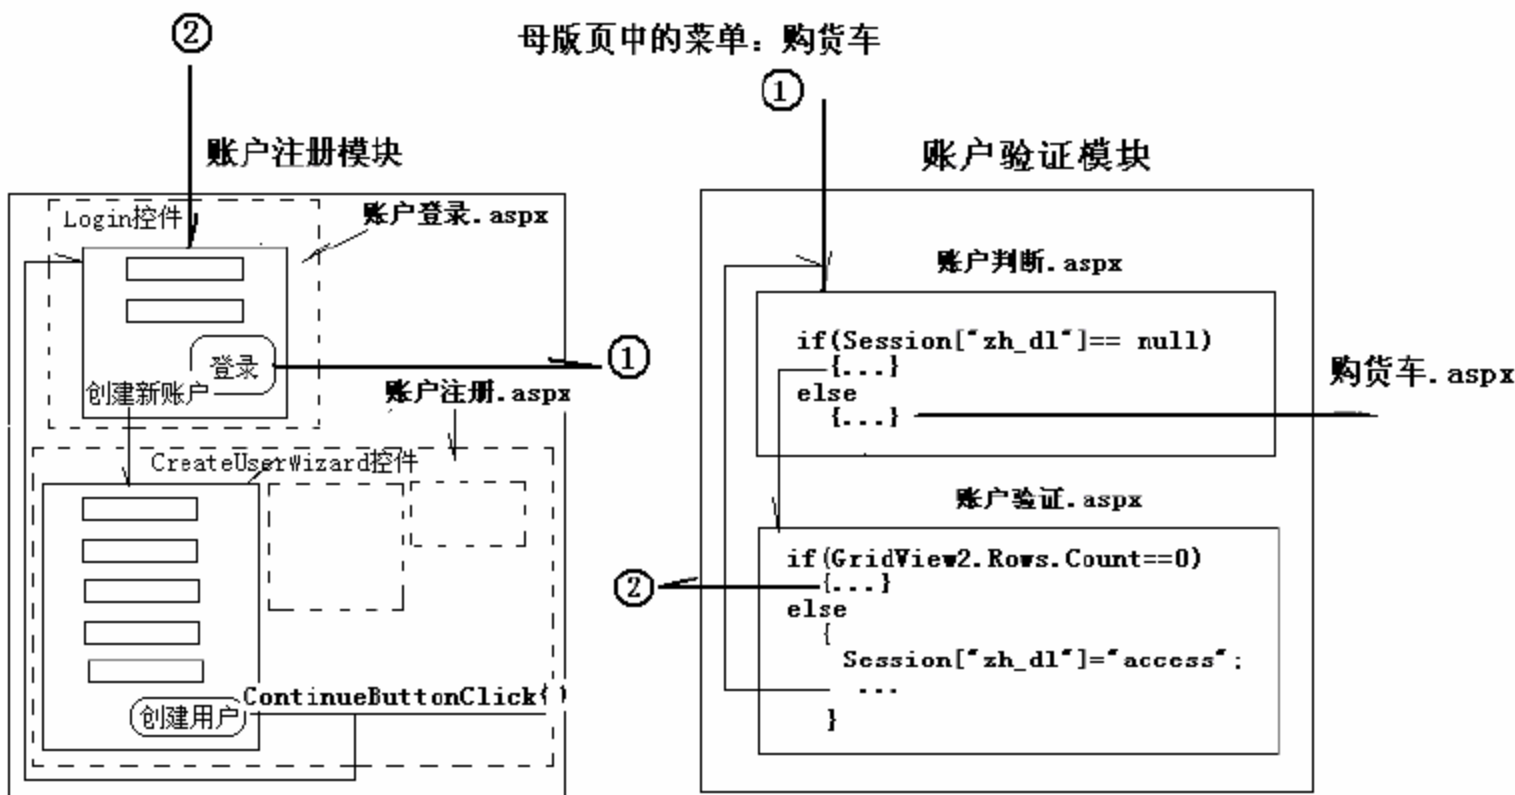 ②
母版页中的菜单：购货车
①
账户注册模块
账户验证模块
Login控件
账户登录.aspx
登录
创建新账户
①
账户注册.aspx
CreateUserWizard控件
ContinueButtonClick()
创建用户
账户判断.aspx
if(Session["zh_dl"]== null)
{...}
else
{...}
购货车.aspx
账户验证.aspx
if(GridView2.Rows.Count==0)
{...}
②
else
{
Session["zh_dl"]="access";
...
}